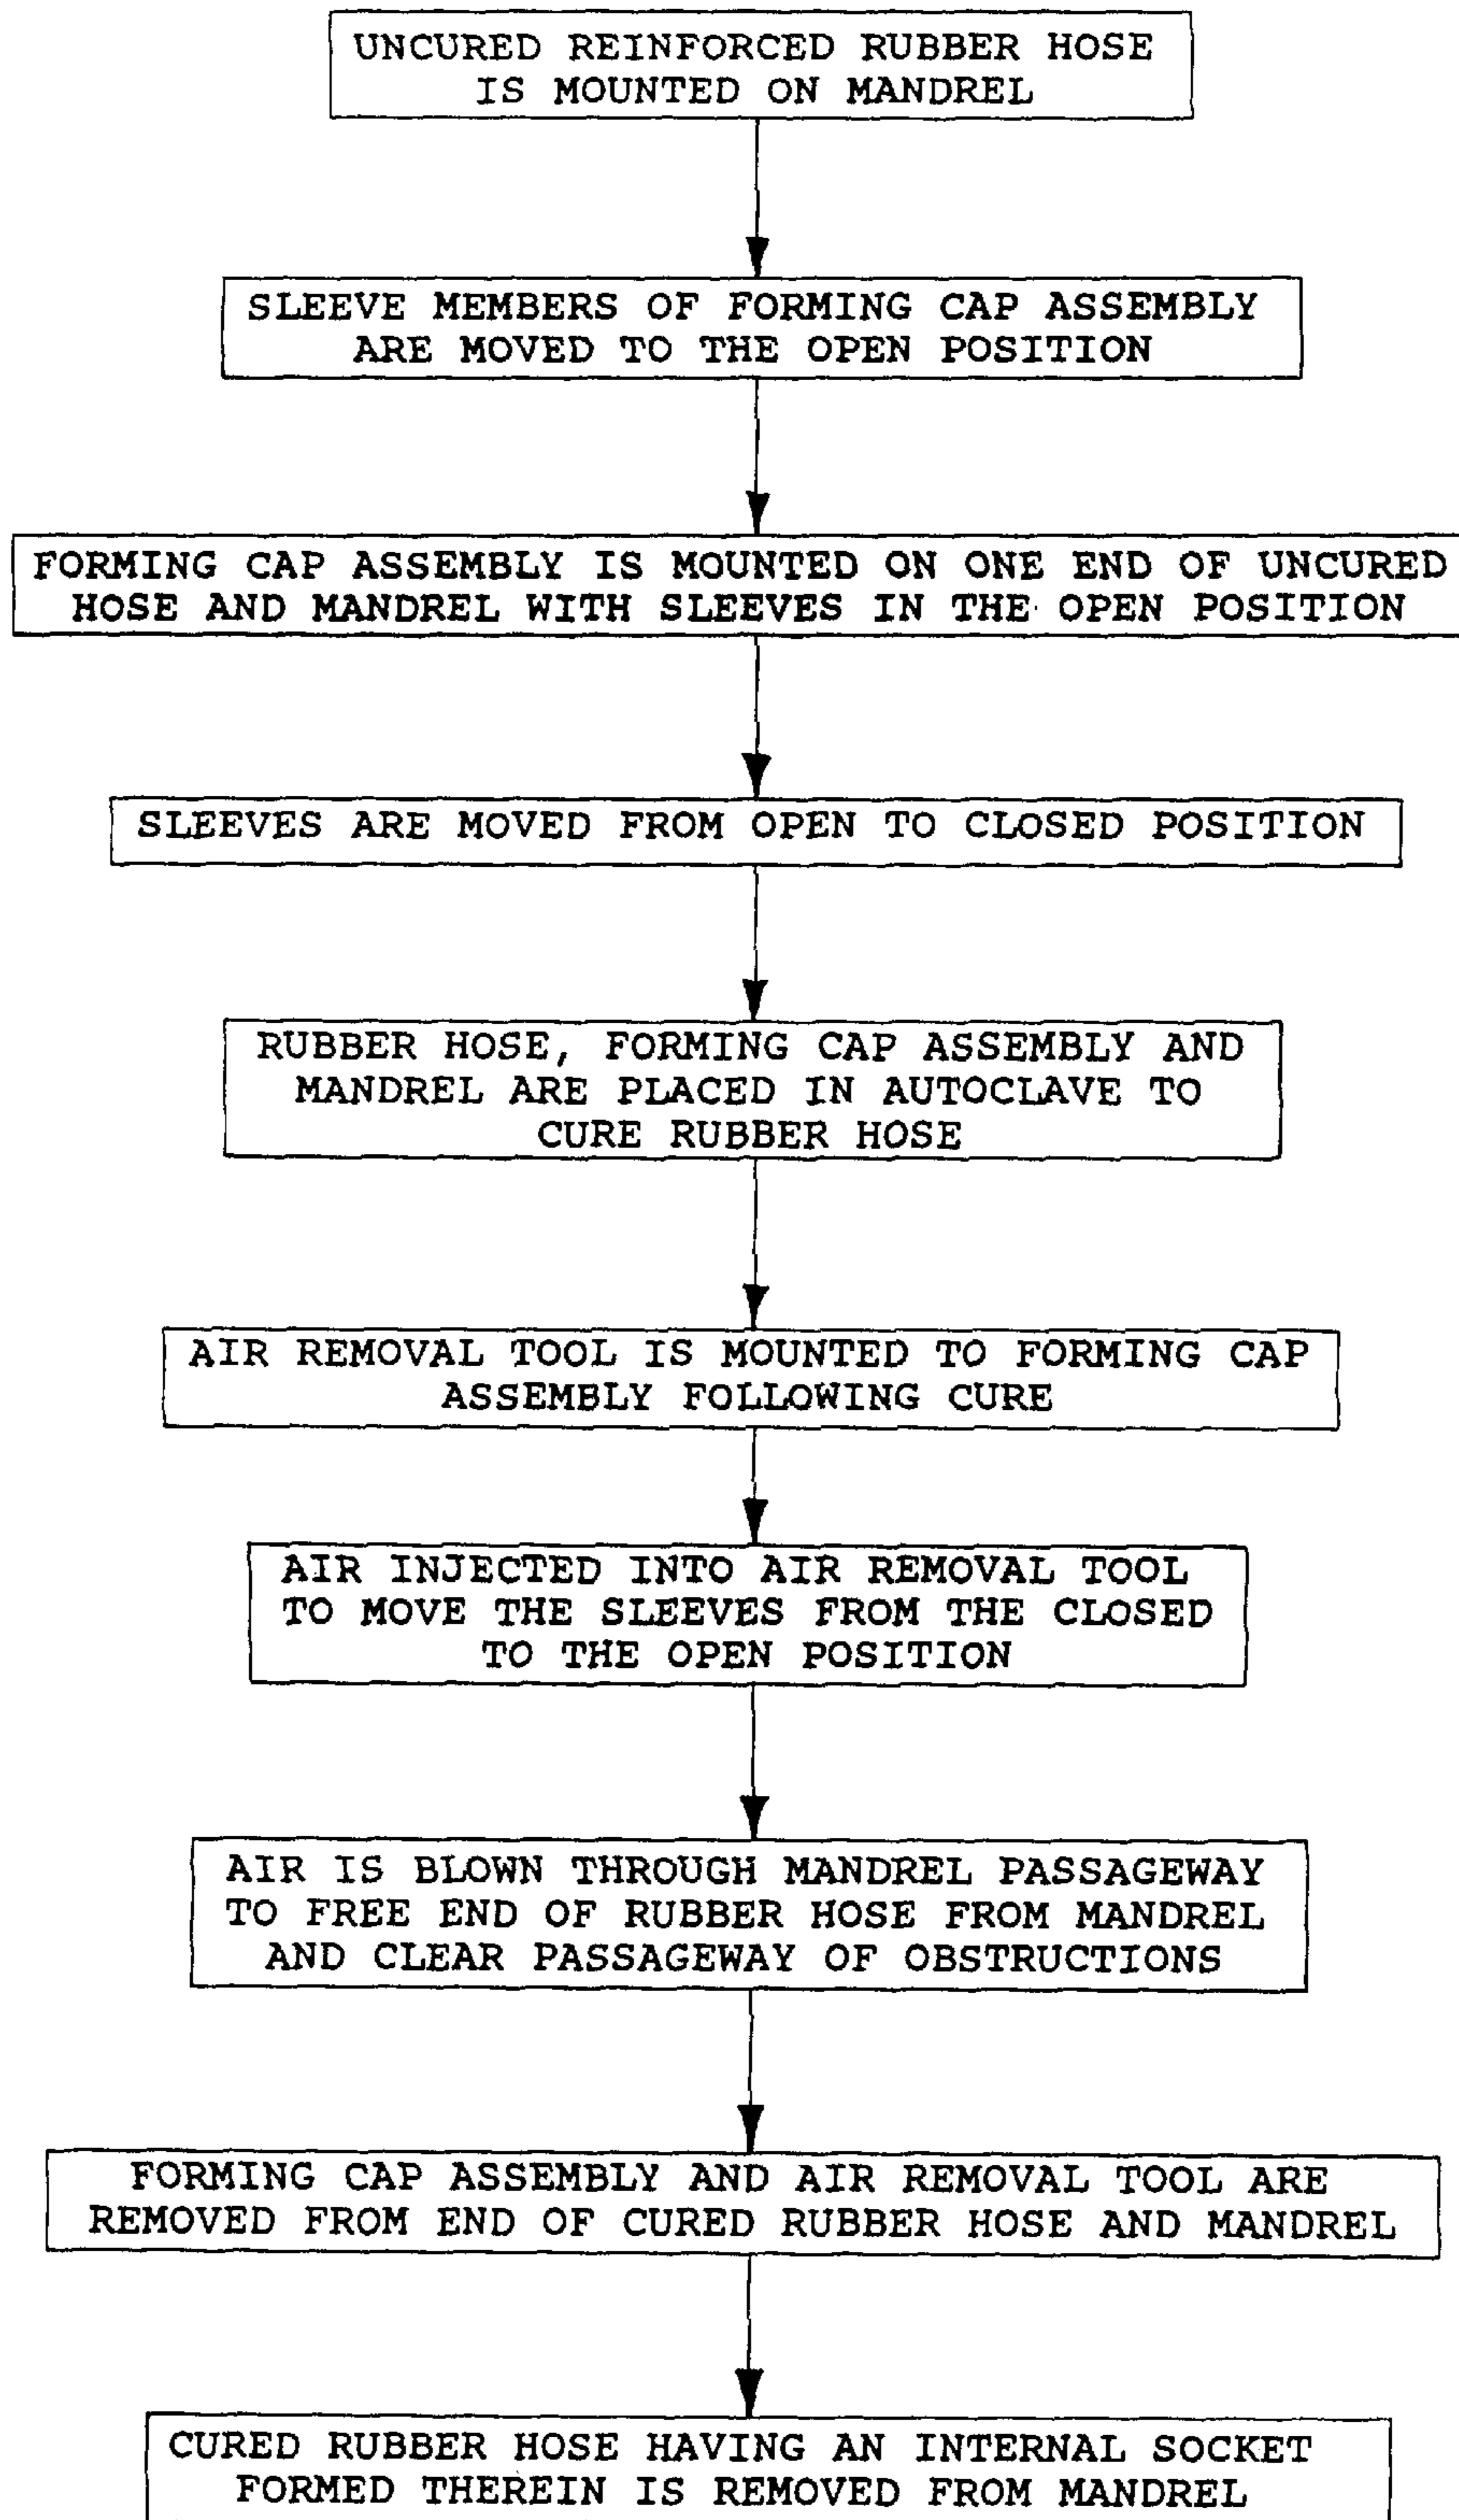 UNCURED REINFORCED RUBBER HOSE
IS MOUNTED ON MANDREL
SLEEVE MEMBERS OF FORMING CAP ASSEMBLY
ARE MOVED TO THE OPEN POSITION
FORMING CAP ASSEMBLY IS MOUNTED ON ONE END OF UNCURED
HOSE AND MANDREL WITH SLEEVES IN THE OPEN POSITION
SLEEVES ARE MOVED FROM OPEN TO CLOSED POSITION
RUBBER HOSE, FORMING CAP ASSEMBLY AND
MANDREL ARE PLACED IN AUTOCLAVE TO
CURE RUBBER HOSE
AIR REMOVAL TOOL IS MOUNTED TO FORMING CAP
ASSEMBLY FOLLOWING CURE
AIR INJECTED INTO AIR REMOVAL TOOL
TO MOVE THE SLEEVES FROM THE CLOSED
TO THE OPEN POSITION
AIR IS BLOWN THROUGH MANDREL PASSAGEWAY
TO FREE END OF RUBBER HOSE FROM MANDREL
AND CLEAR PASSAGEWAY OF OBSTRUCTIONS
FORMING CAP ASSEMBLY AND AIR REMOVAL TOOL ARE
REMOVED FROM END OF CURED RUBBER HOSE AND MANDREL
CURED RUBBER HOSE HAVING AN INTERNAL SOCKET
FORMED THEREIN IS REMOVED FROM MANDREL